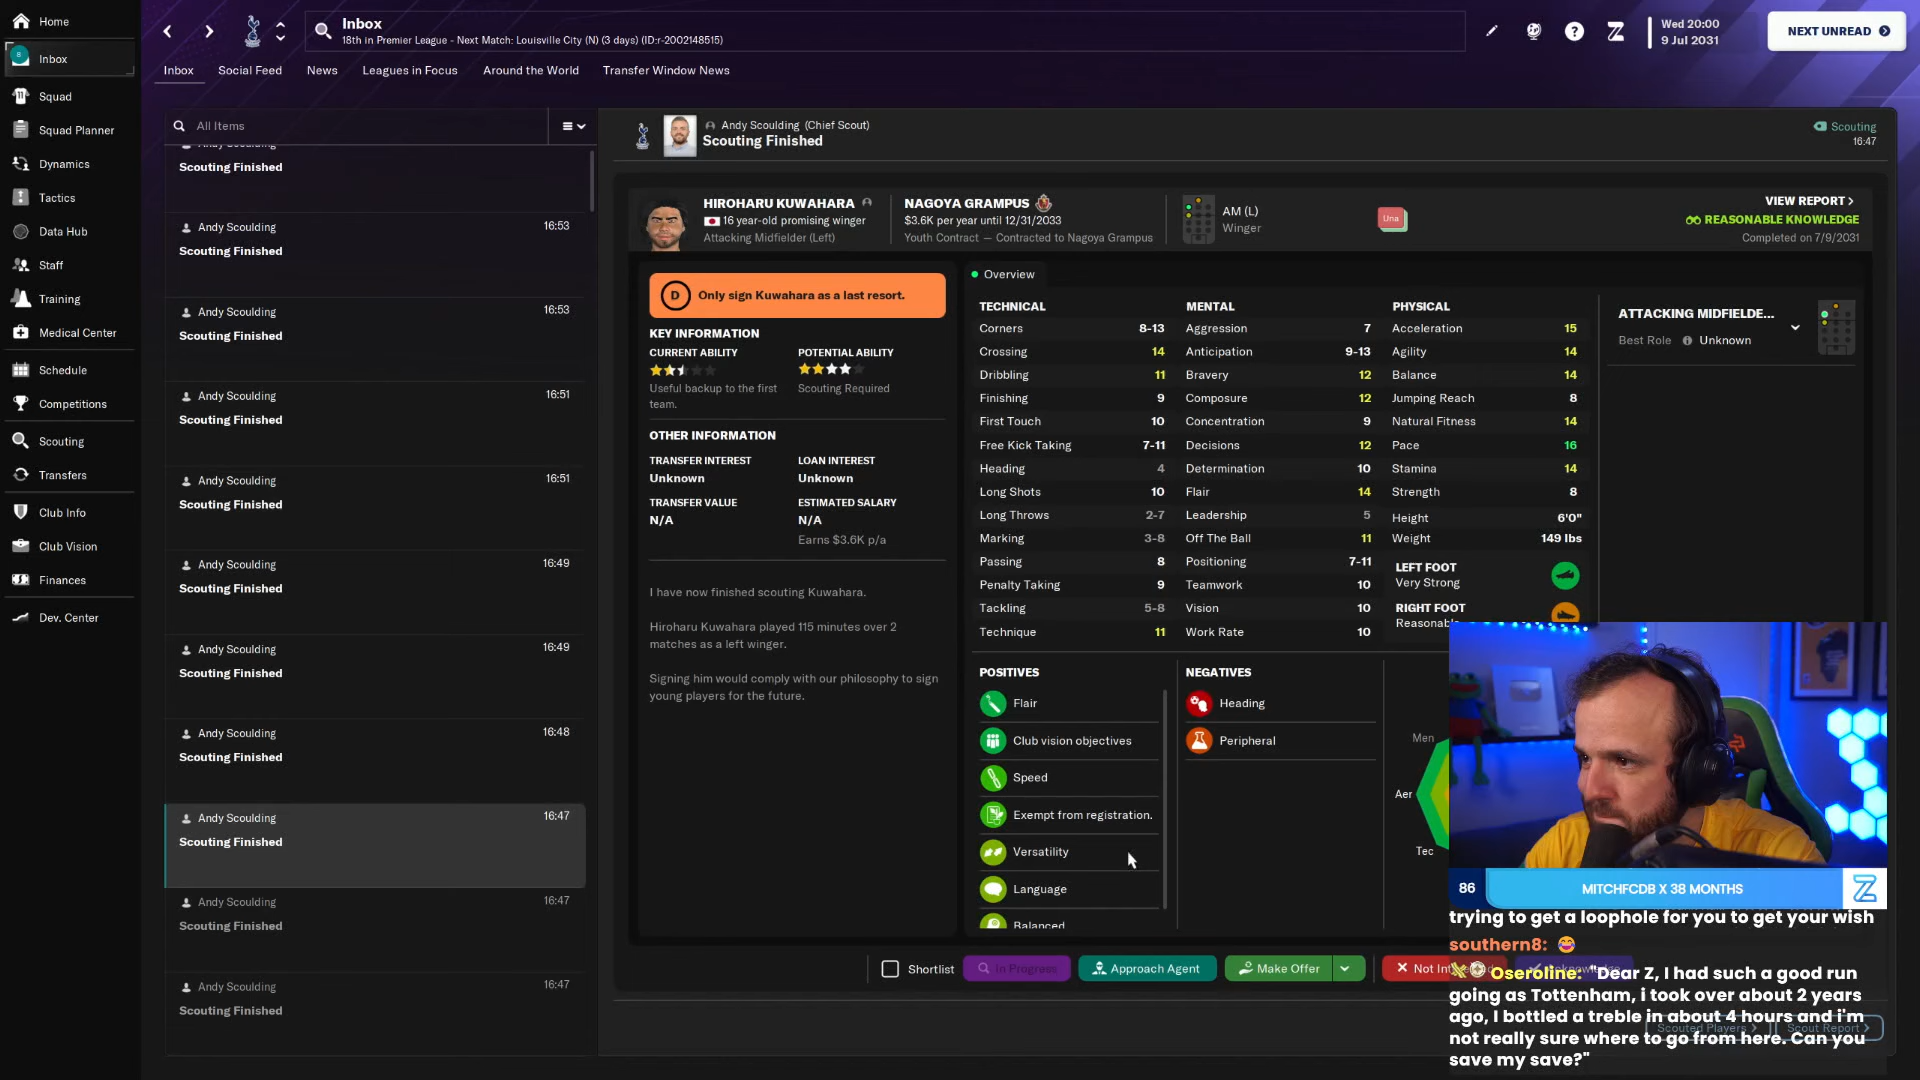 Home
Inbox
18th in Premier League - Next Match: Louisville City (N) (3 days) (ID:r-2002148515)
Wed 20:00
9 Jul 2031
NEXT UNREAD
8
Inbox
Squad
Squad Planner
Dynamics
Tactics
Data Hub
Staff
Training
Medical Center
Schedule
Competitions
Scouting
Transfers
Club Info
Club Vision
Finances
Dev. Center
Inbox
Social Feed
News
Leagues in Focus
Around the World
Transfer Window News
All Items
Andy Scoulding
Scouting Finished
Andy Scoulding 16:53
Scouting Finished
Andy Scoulding 16:53
Scouting Finished
Andy Scoulding 16:51
Scouting Finished
Andy Scoulding 16:51
Scouting Finished
Andy Scoulding 16:49
Scouting Finished
Andy Scoulding 16:49
Scouting Finished
Andy Scoulding 16:48
Scouting Finished
Andy Scoulding 16:47
Scouting Finished
Andy Scoulding 16:47
Scouting Finished
Andy Scoulding 16:47
Scouting Finished
Andy Scoulding (Chief Scout)
Scouting Finished
Scouting
16:47
HIROHARU KUWAHARA
16 year-old promising winger
Attacking Midfielder (Left)
NAGOYA GRAMPUS
$3.6K per year until 12/31/2033
Youth Contract — Contracted to Nagoya Grampus
AM (L)
Winger
Una
VIEW REPORT >
REASONABLE KNOWLEDGE
Completed on 7/9/2031
D Only sign Kuwahara as a last resort.
KEY INFORMATION
CURRENT ABILITY
Useful backup to the first
team.
POTENTIAL ABILITY
Scouting Required
OTHER INFORMATION
TRANSFER INTEREST
Unknown
LOAN INTEREST
Unknown
TRANSFER VALUE
N/A
ESTIMATED SALARY
N/A
Earns $3.6K p/a
I have now finished scouting Kuwahara.
Hiroharu Kuwahara played 115 minutes over 2
matches as a left winger.
Signing him would comply with our philosophy to sign
young players for the future.
Overview
TECHNICAL
Corners 8-13
Crossing 14
Dribbling 11
Finishing 9
First Touch 10
Free Kick Taking 7-11
Heading 4
Long Shots 10
Long Throws 2-7
Marking 3-8
Passing 8
Penalty Taking 9
Tackling 5-8
Technique 11
MENTAL
Aggression 7
Anticipation 9-13
Bravery 12
Composure 12
Concentration 9
Decisions 12
Determination 10
Flair 14
Leadership 5
Off The Ball 11
Positioning 7-11
Teamwork 10
Vision 10
Work Rate 10
PHYSICAL
Acceleration 15
Agility 14
Balance 14
Jumping Reach 8
Natural Fitness 14
Pace 16
Stamina 14
Strength 8
Height 6'0"
Weight 149 lbs
LEFT FOOT
Very Strong
RIGHT FOOT
Reasonable
ATTACKING MIDFIELDE...
Best Role Unknown
POSITIVES
Flair
Club vision objectives
Speed
Exempt from registration.
Versatility
Language
Balanced
NEGATIVES
Heading
Peripheral
Men
Aer
Tec
Shortlist
In Progress
Approach Agent
Make Offer
Not Int
Scouted Players >
Scout Report >
86 MITCHFCDB X 38 MONTHS
trying to get a loophole for you to get your wish
southern8:
Oseroline: "Dear Z, I had such a good run
going as Tottenham, i took over about 2 years
ago, I bottled a treble in about 4 hours and i'm
not really sure where to go from here. Can you
save my save?"